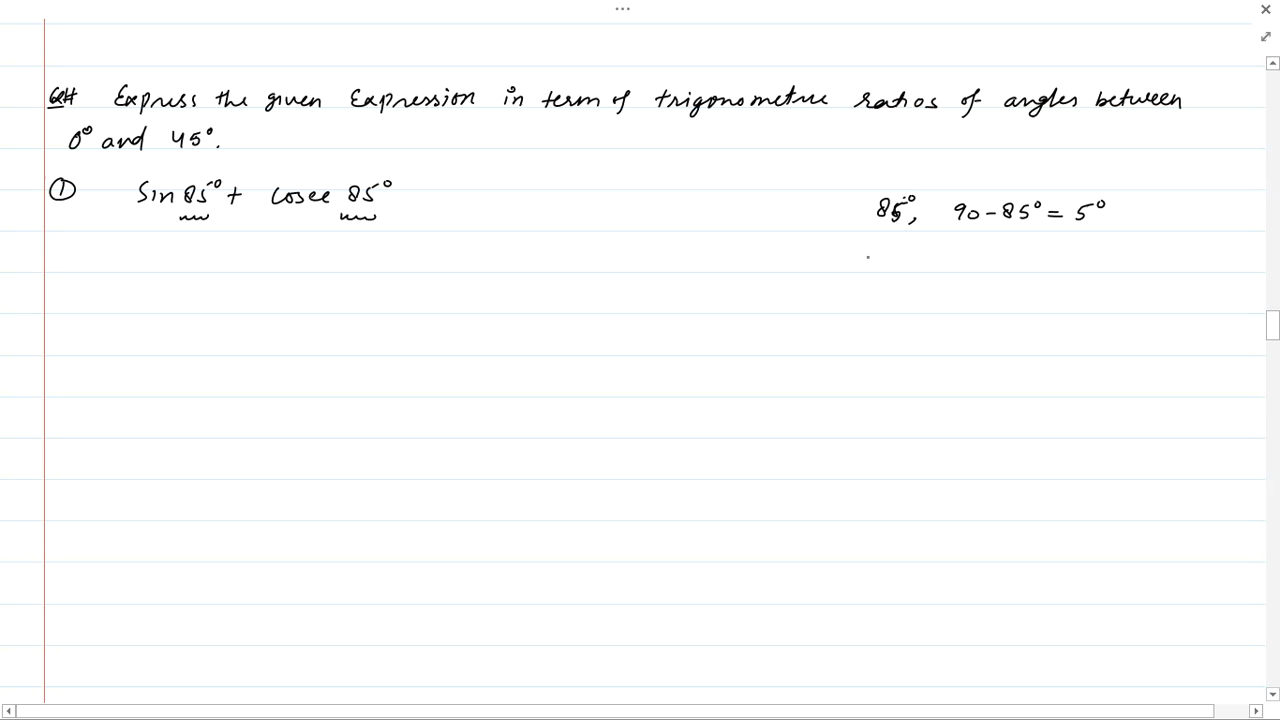 Q#4 Express the given Expression in term of trigonometric ratios of angles between
0° and 45°.
① Sin 85° + Cosec 85°
85°, 90-85° = 5°